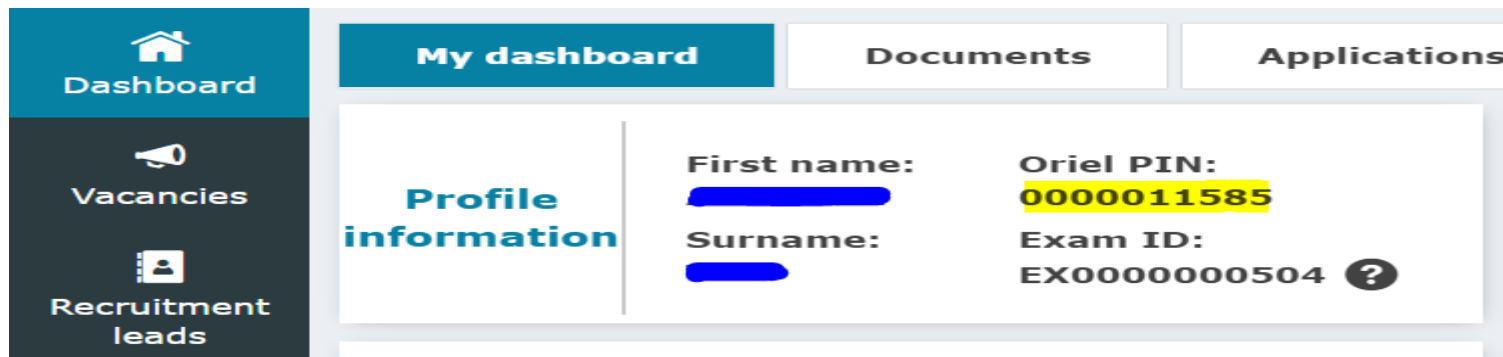 Dashboard
Vacancies
Recruitment
leads
My dashboard
Documents
Applications
Profile
information
First name:
Surname:
Oriel PIN:
0000011585
Exam ID:
EX0000000504 ?